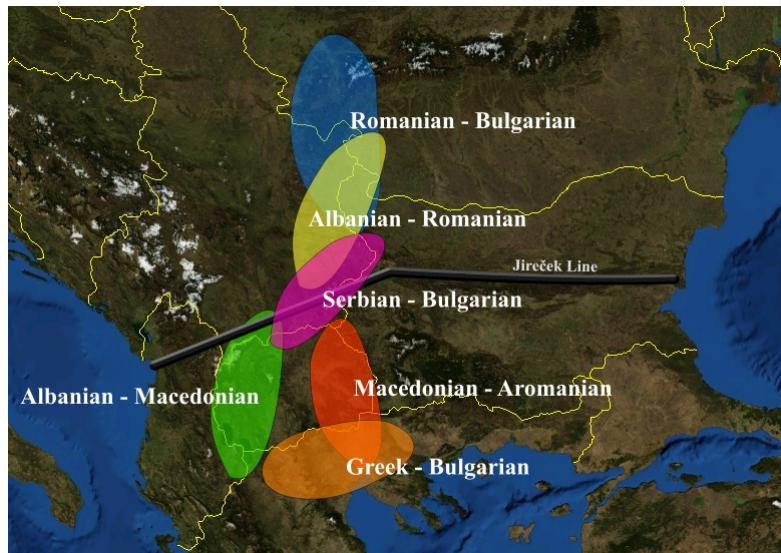 Romanian - Bulgarian
Albanian - Romanian
Jireček Line
Serbian - Bulgarian
Albanian - Macedonian
Macedonian - Aromanian
Greek - Bulgarian